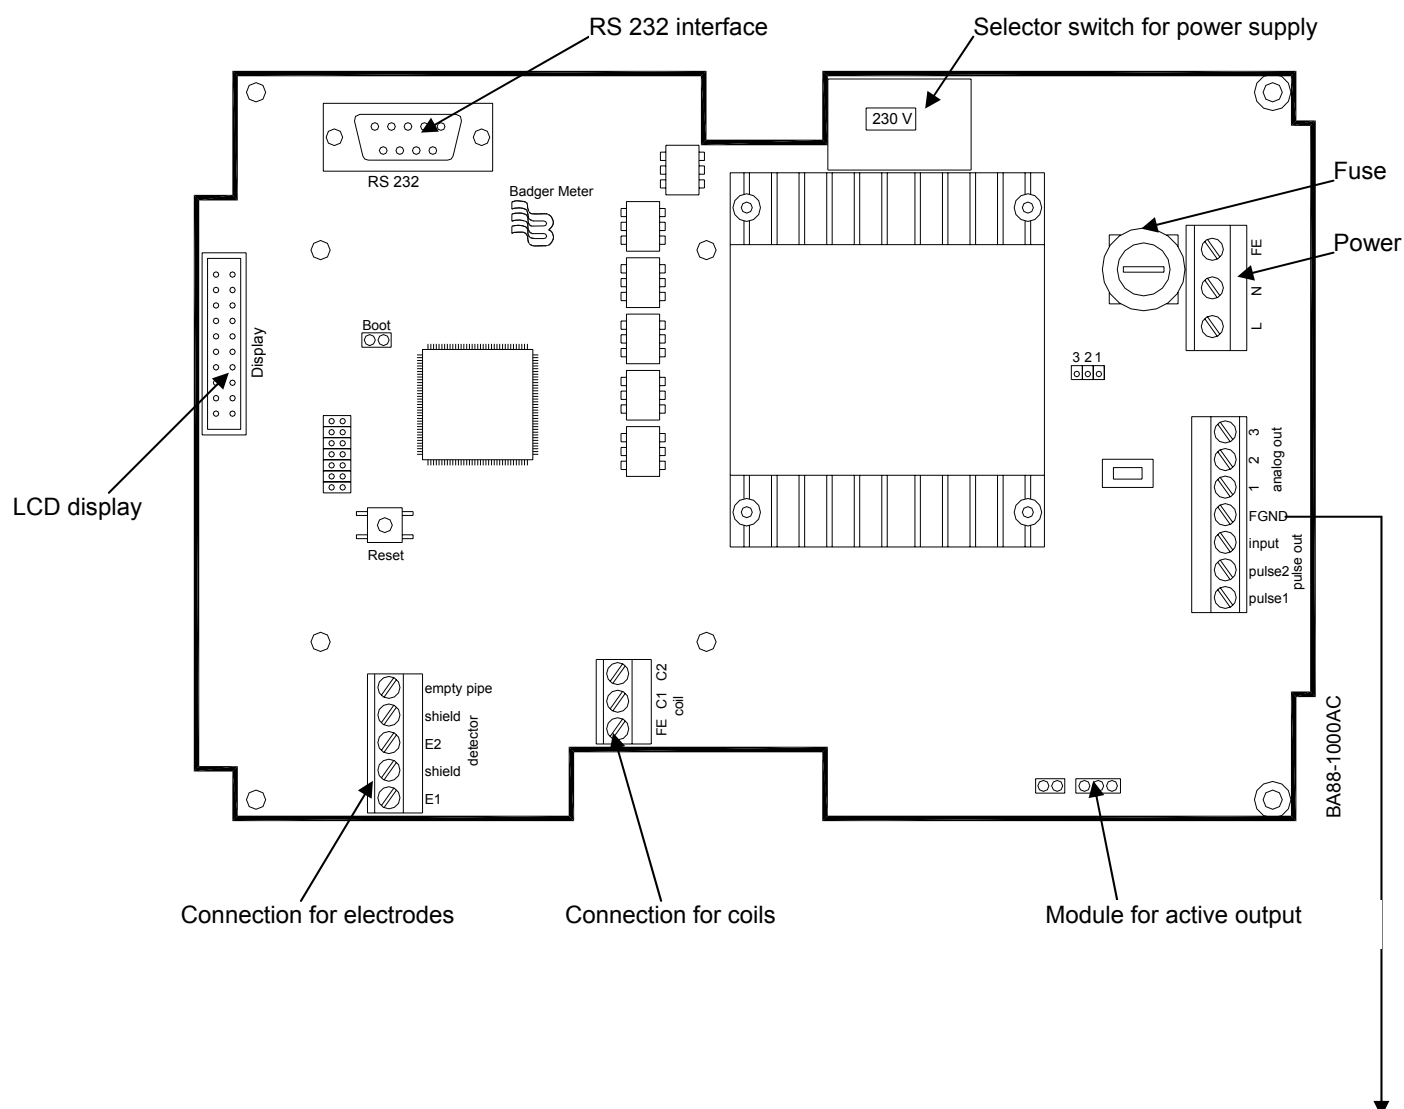 RS 232 interface
Selector switch for power supply
230 V
RS 232
Badger Meter
Fuse
Power
FE
N
L
Boot
Display
3 2 1
LCD display
Reset
3
2
1
analog out
FGND
input
pulse2
pulse1
pulse out
empty pipe
shield
E2
shield
E1
detector
C2
C1
FE
coil
BA88-1000AC
Connection for electrodes
Connection for coils
Module for active output